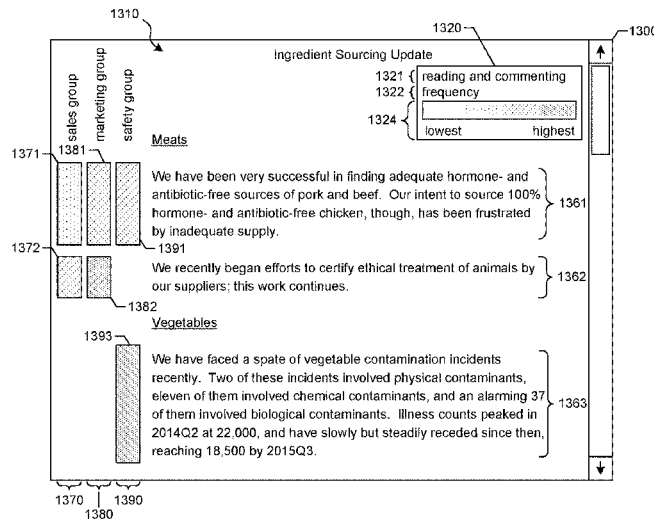 1310
1300
1320
Ingredient Sourcing Update
1321 { reading and commenting
1322 { frequency
1324
lowest highest
sales group
marketing group
safety group
Meats
1371
1381
We have been very successful in finding adequate hormone- and
antibiotic-free sources of pork and beef. Our intent to source 100%
hormone- and antibiotic-free chicken, though, has been frustrated
by inadequate supply.
1361
1391
1372
We recently began efforts to certify ethical treatment of animals by
our suppliers; this work continues.
1362
1382
Vegetables
1393
We have faced a spate of vegetable contamination incidents
recently. Two of these incidents involved physical contaminants,
eleven of them involved chemical contaminants, and an alarming 37
of them involved biological contaminants. Illness counts peaked in
2014Q2 at 22,000, and have slowly but steadily receded since then,
reaching 18,500 by 2015Q3.
1363
1370 1390
1380